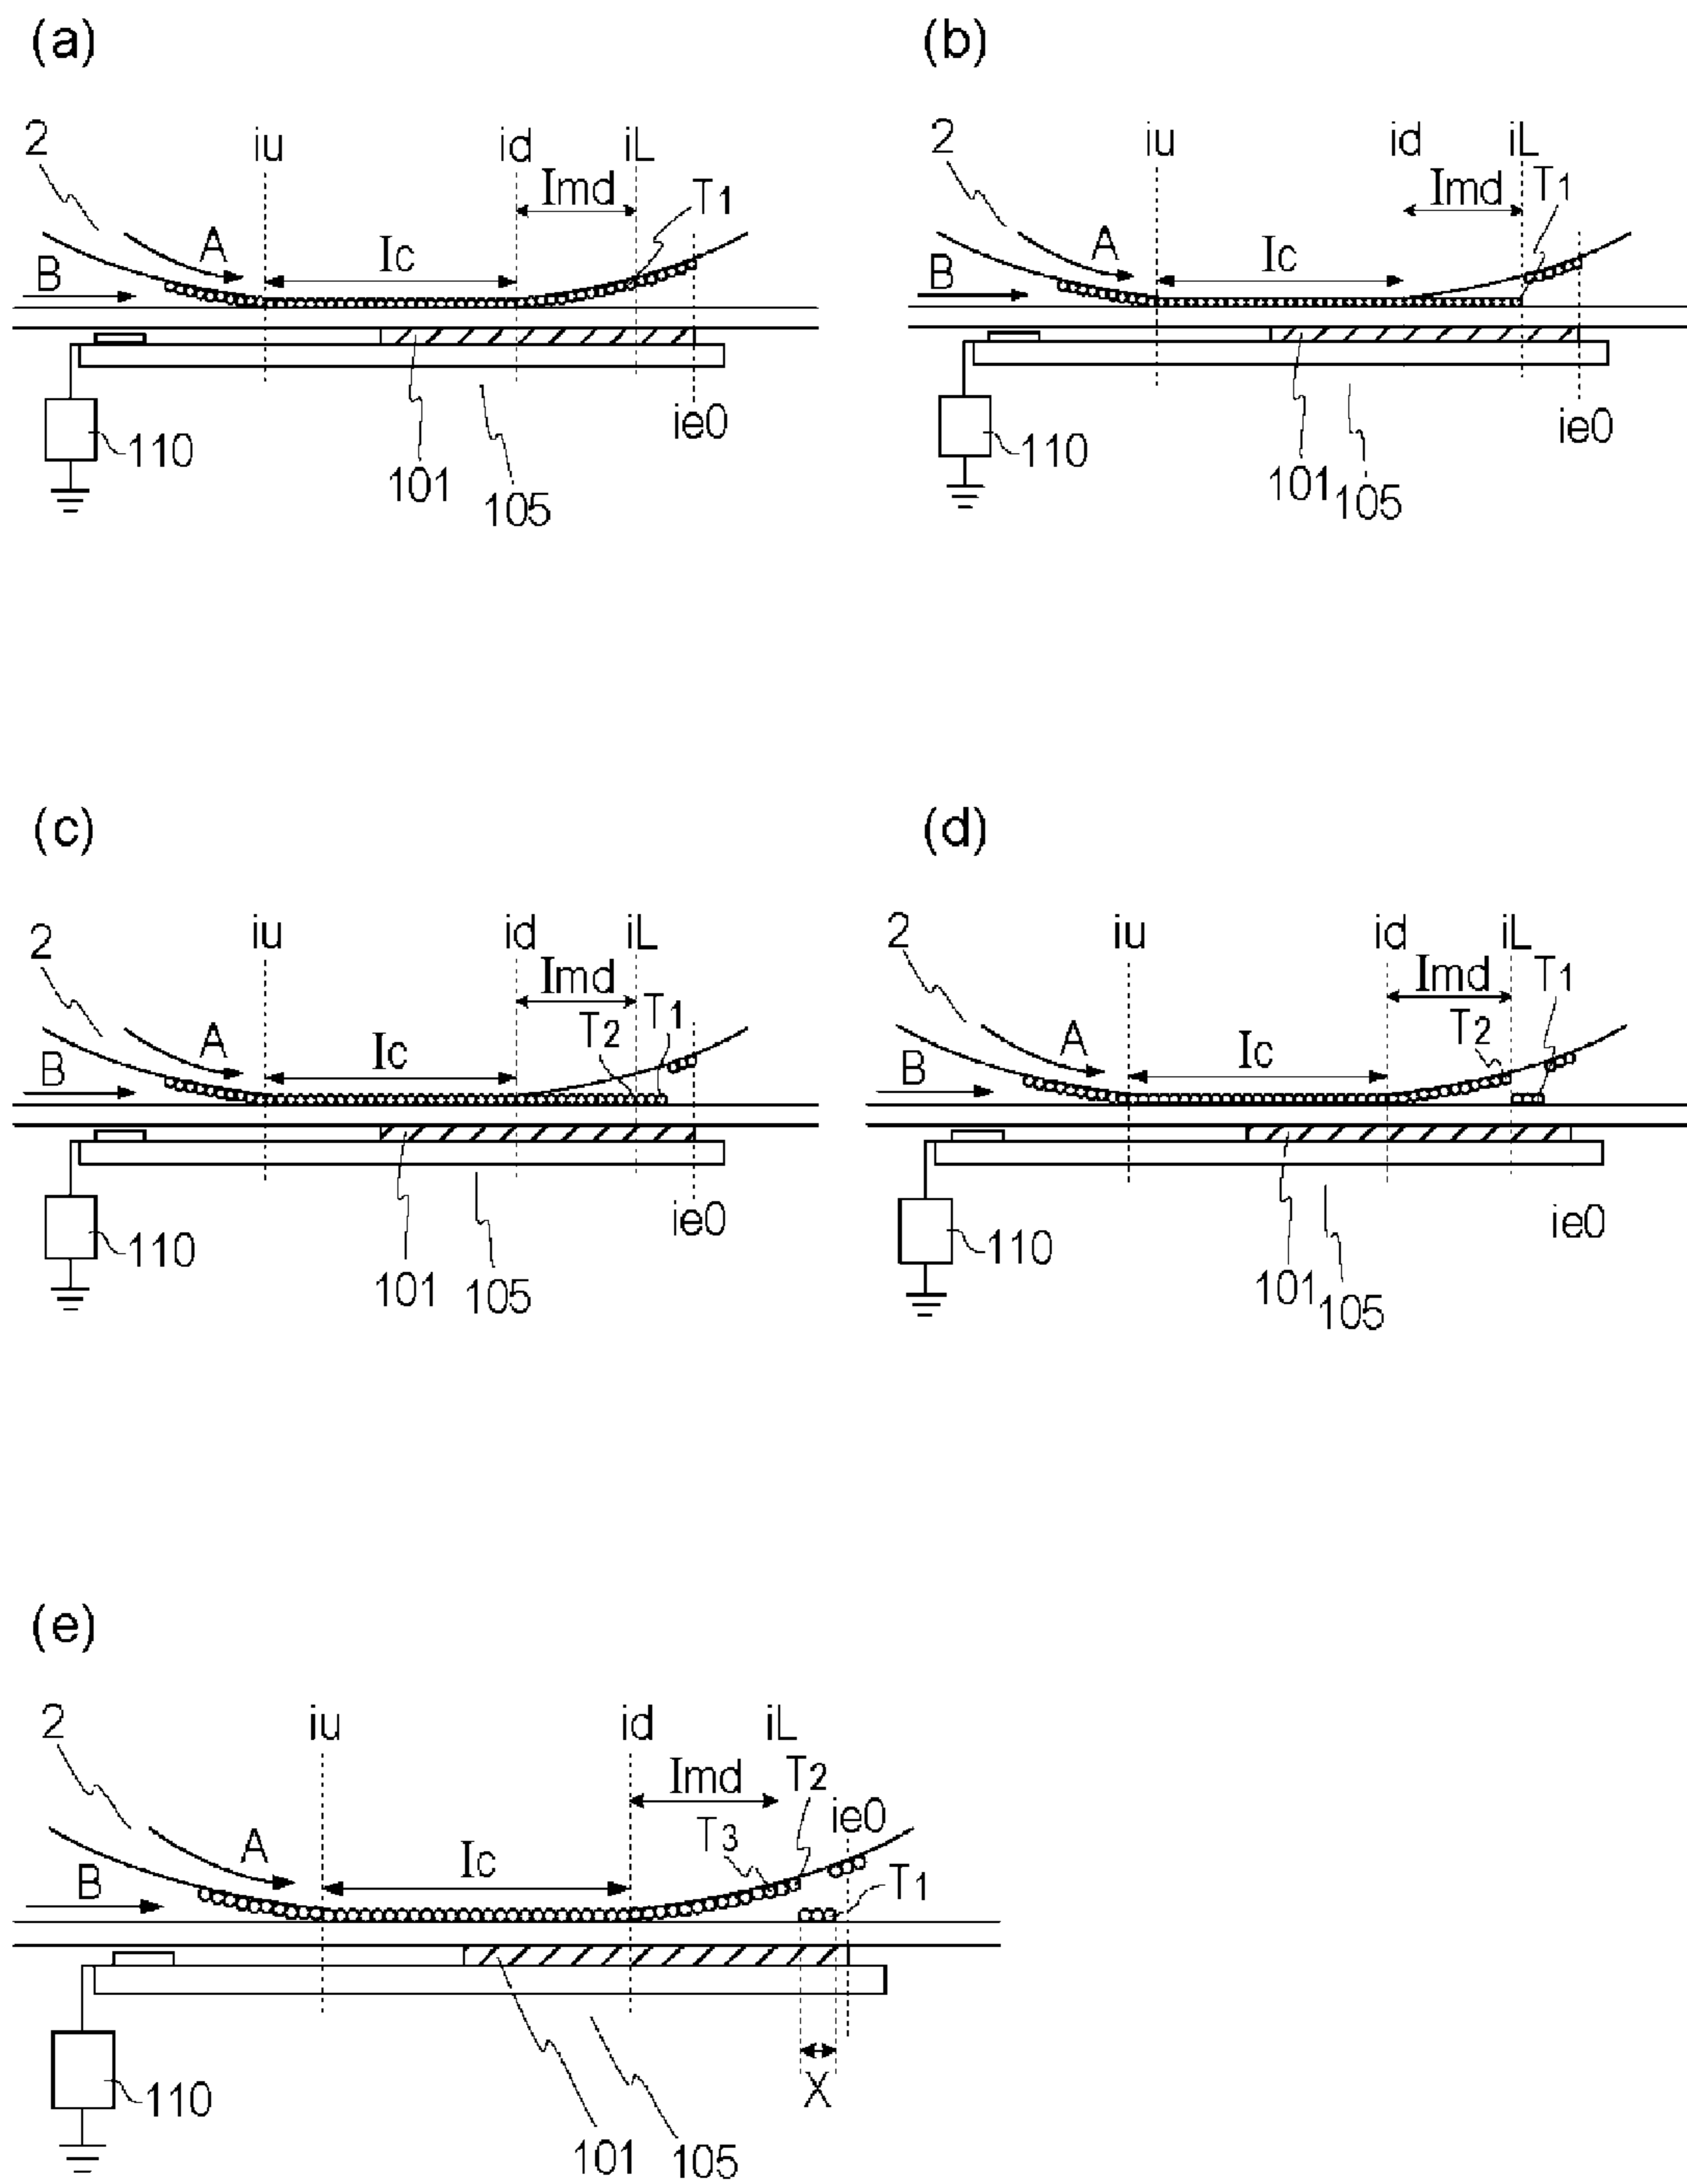 (a)
(b)
2 iu id iL
Imd T1
A
B Ic
110
101
105
ie0
2 iu id iL
Imd T1
A
B Ic
110
101 105
ie0
(c)
(d)
2 iu id iL
Imd
T2 T1
A
B Ic
110
101 105
ie0
2 iu id iL
Imd T1
T2
A
B Ic
110
101 105
ie0
(e)
2 iu id iL
Imd T2
T3 ie0
A
B Ic T1
110
X
101 105